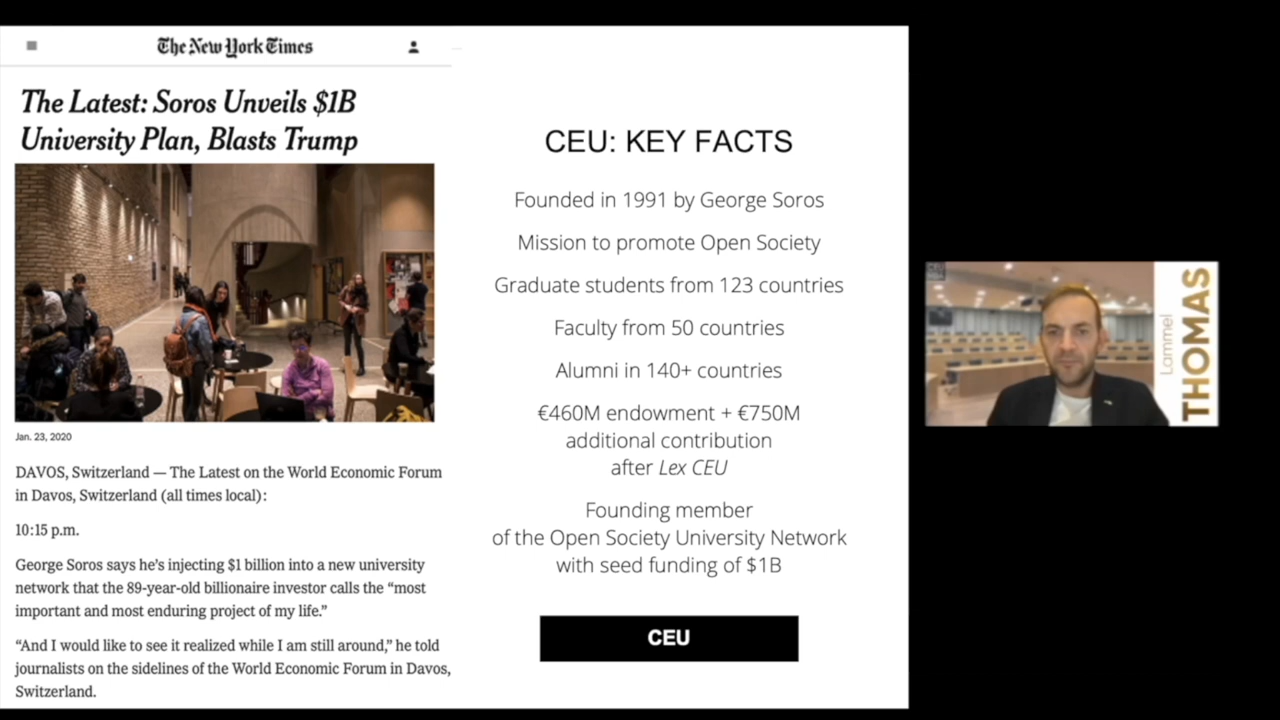 The New York Times
The Latest: Soros Unveils $1B
University Plan, Blasts Trump
Jan. 23, 2020
DAVOS, Switzerland — The Latest on the World Economic Forum
in Davos, Switzerland (all times local):
10:15 p.m.
George Soros says he’s injecting $1 billion into a new university
network that the 89-year-old billionaire investor calls the “most
important and most enduring project of my life.”
“And I would like to see it realized while I am still around,” he told
journalists on the sidelines of the World Economic Forum in Davos,
Switzerland.
CEU: KEY FACTS
Founded in 1991 by George Soros
Mission to promote Open Society
Graduate students from 123 countries
Faculty from 50 countries
Alumni in 140+ countries
€460M endowment + €750M
additional contribution
after Lex CEU
Founding member
of the Open Society University Network
with seed funding of $1B
CEU
Lammel
THOMAS